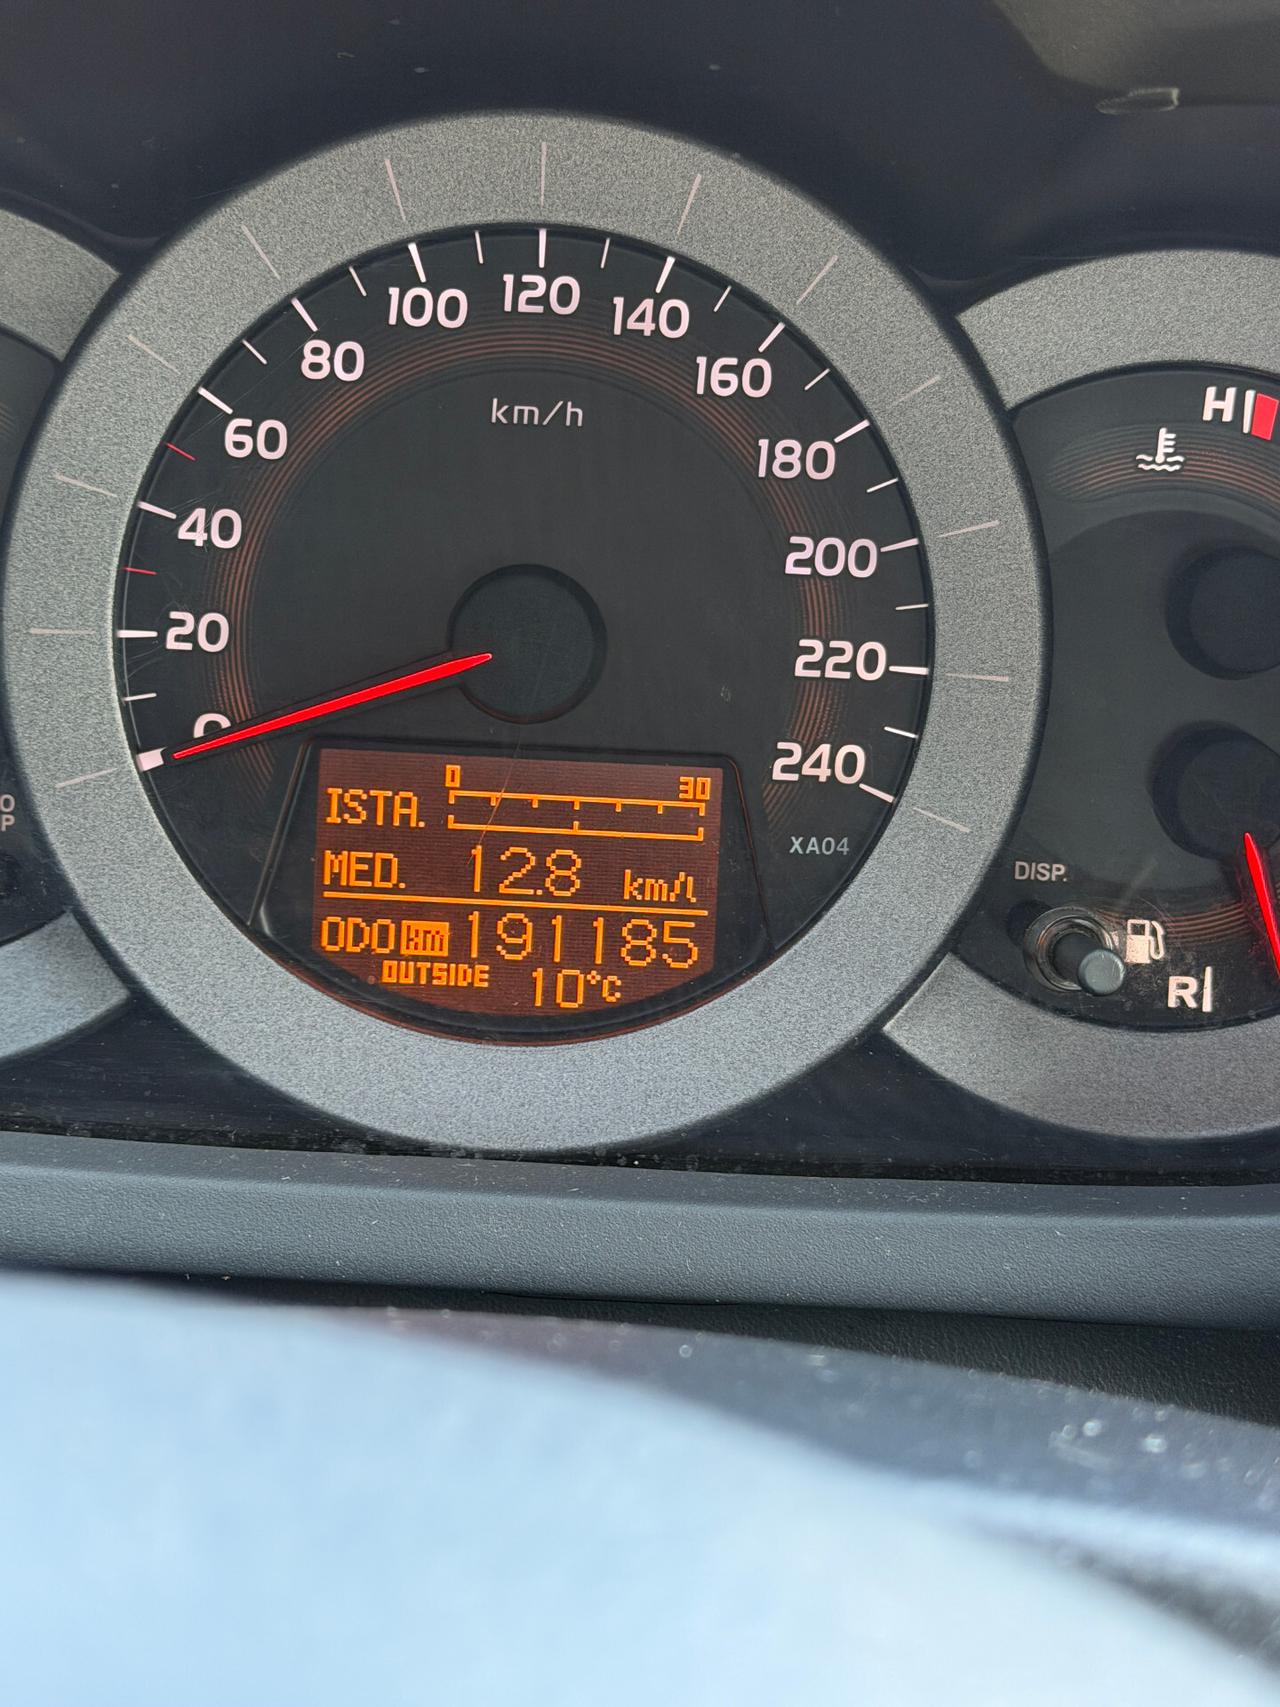 0
20
40
60
80
100
120
140
160
180
200
220
240
km/h
0 30
ISTA.
MED. 12.8 km/l
ODO km 191185
OUTSIDE 10°C
XA04
H
DISP.
R
O
P